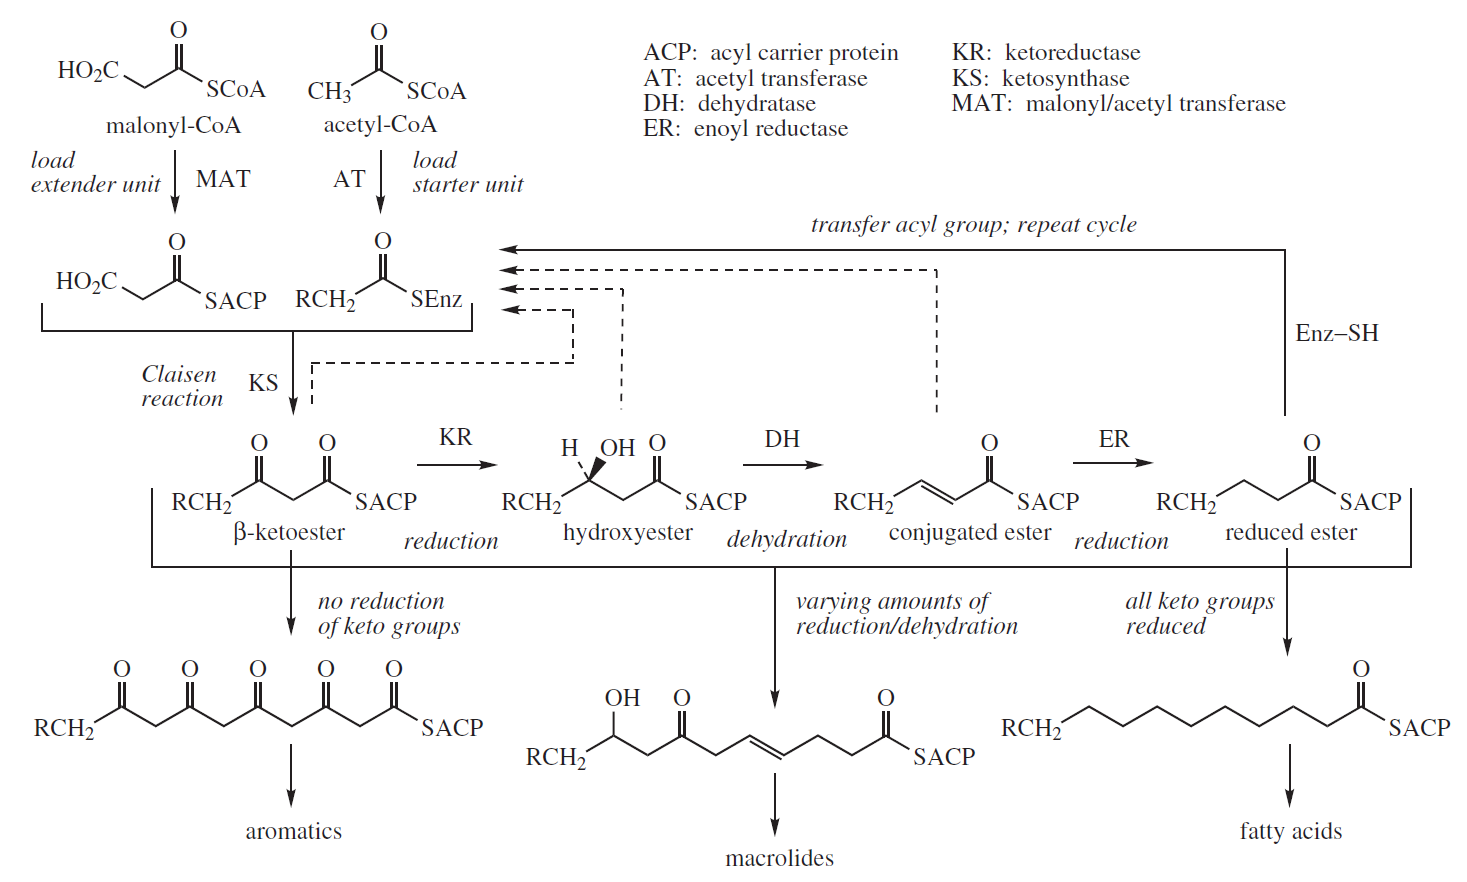 O
O
HO2C
SCoA
CH3
SCoA
malonyl-CoA
acetyl-CoA
ACP: acyl carrier protein
AT: acetyl transferase
DH: dehydratase
ER: enoyl reductase
KR: ketoreductase
KS: ketosynthase
MAT: malonyl/acetyl transferase
load
extender unit
MAT
AT
load
starter unit
transfer acyl group; repeat cycle
O
O
HO2C
SACP
RCH2
SEnz
Enz–SH
Claisen
reaction
KS
O
O
RCH2
SACP
β-ketoester
KR
reduction
H
OH
O
RCH2
SACP
hydroxyester
DH
dehydration
O
RCH2
SACP
conjugated ester
ER
reduction
O
RCH2
SACP
reduced ester
no reduction
of keto groups
varying amounts of
reduction/dehydration
all keto groups
reduced
O
O
O
O
O
RCH2
SACP
OH
O
O
RCH2
SACP
O
RCH2
SACP
aromatics
macrolides
fatty acids